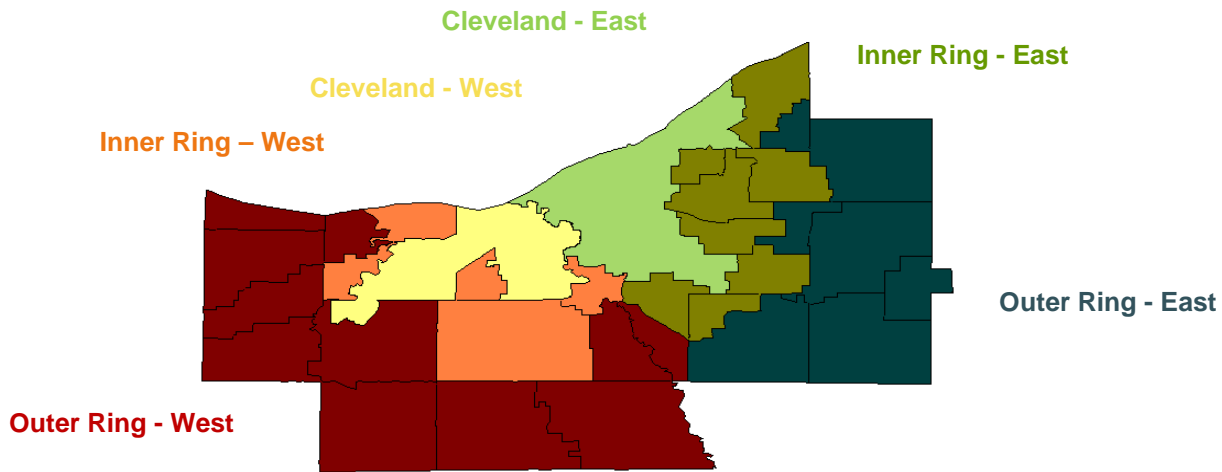 Cleveland - East
Inner Ring - East
Cleveland - West
Inner Ring – West
Outer Ring - East
Outer Ring - West